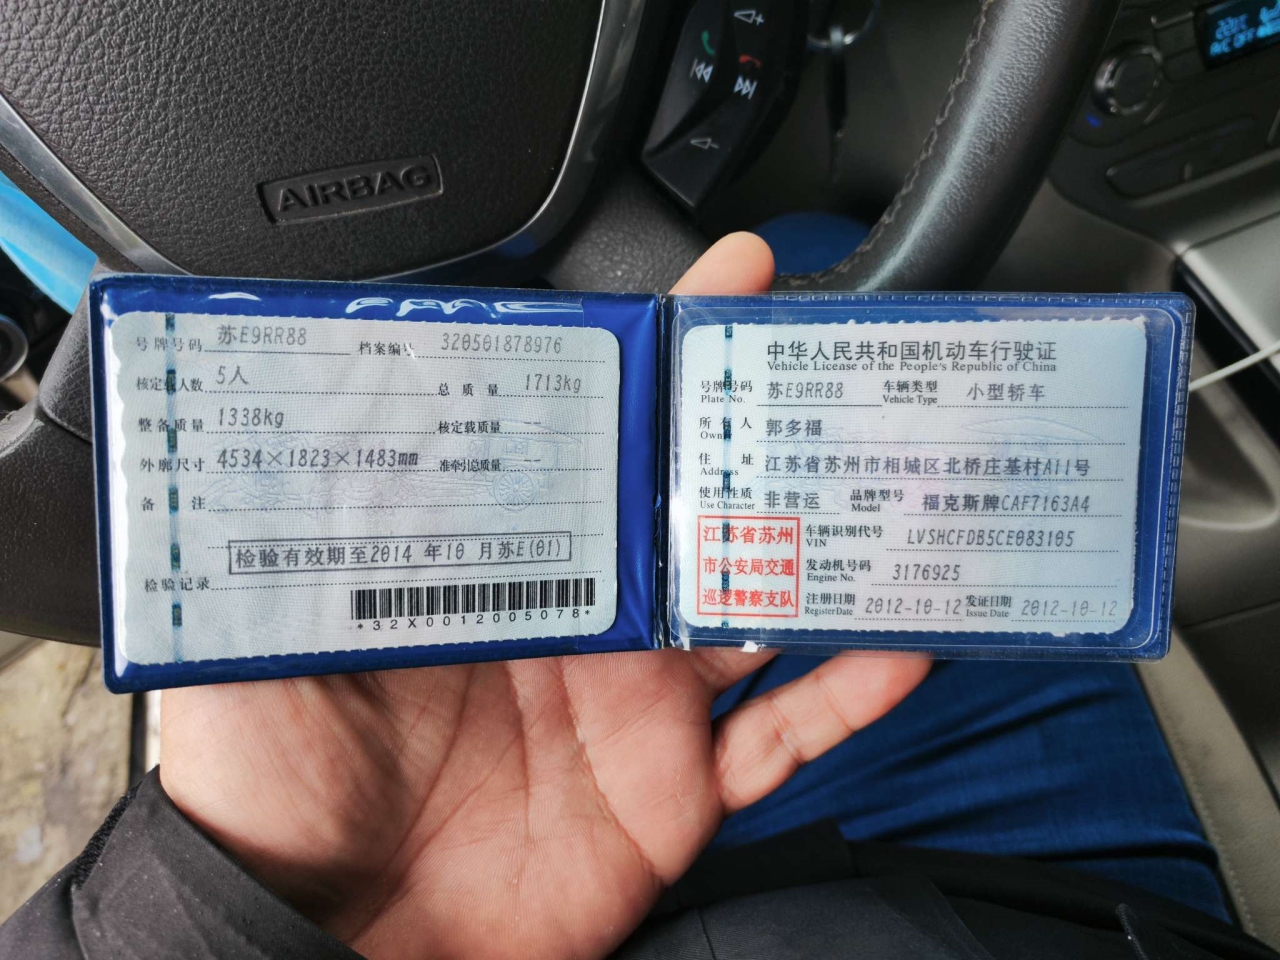 AIRBAG
号牌号码 苏E9RR88 档案编号 320501878976
核定载人数 5人 总质量 1713kg
整备质量 1338kg 核定载质量 --
外廓尺寸 4534×1823×1483mm 准牵引总质量 --
备注
检验有效期至2014 年10 月苏E(01)
检验记录
*32X0012005078*
中华人民共和国机动车行驶证
Vehicle License of the People's Republic of China
号牌号码 苏E9RR88 车辆类型 小型轿车
Plate No. Vehicle Type
所有人 郭多福
Owner
住址 江苏省苏州市相城区北桥庄基村A11号
Address
使用性质 非营运 品牌型号 福克斯牌CAF7163A4
Use Character Model
江苏省苏州
市公安局交通
巡逻警察支队
车辆识别代号 LVSHCFDB5CE083105
VIN
发动机号码 3176925
Engine No.
注册日期 2012-10-12 发证日期 2012-10-12
Register Date Issue Date